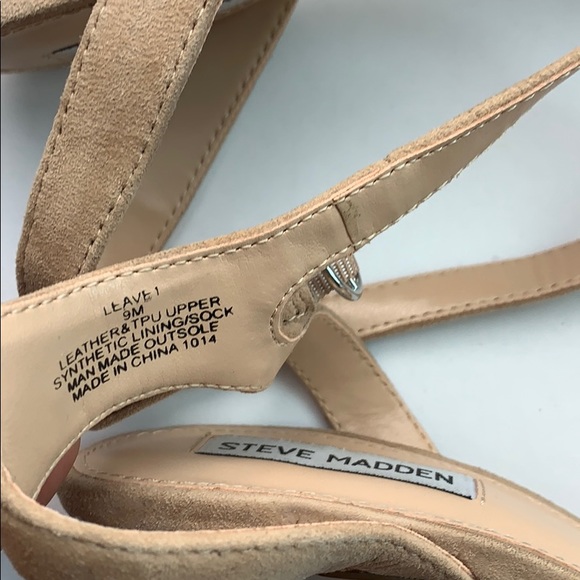 LEAVE1
9M
LEATHER&TPU UPPER
SYNTHETIC LINING/SOCK
MAN MADE OUTSOLE
MADE IN CHINA 1014
STEVE MADDEN